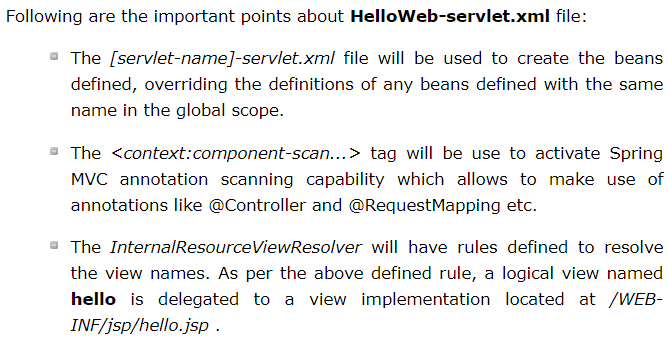 Following are the important points about HelloWeb-servlet.xml file:
The [servlet-name]-servlet.xml file will be used to create the beans
defined, overriding the definitions of any beans defined with the same
name in the global scope.
The <context:component-scan...> tag will be use to activate Spring
MVC annotation scanning capability which allows to make use of
annotations like @Controller and @RequestMapping etc.
The InternalResourceViewResolver will have rules defined to resolve
the view names. As per the above defined rule, a logical view named
hello is delegated to a view implementation located at /WEB-
INF/jsp/hello.jsp .